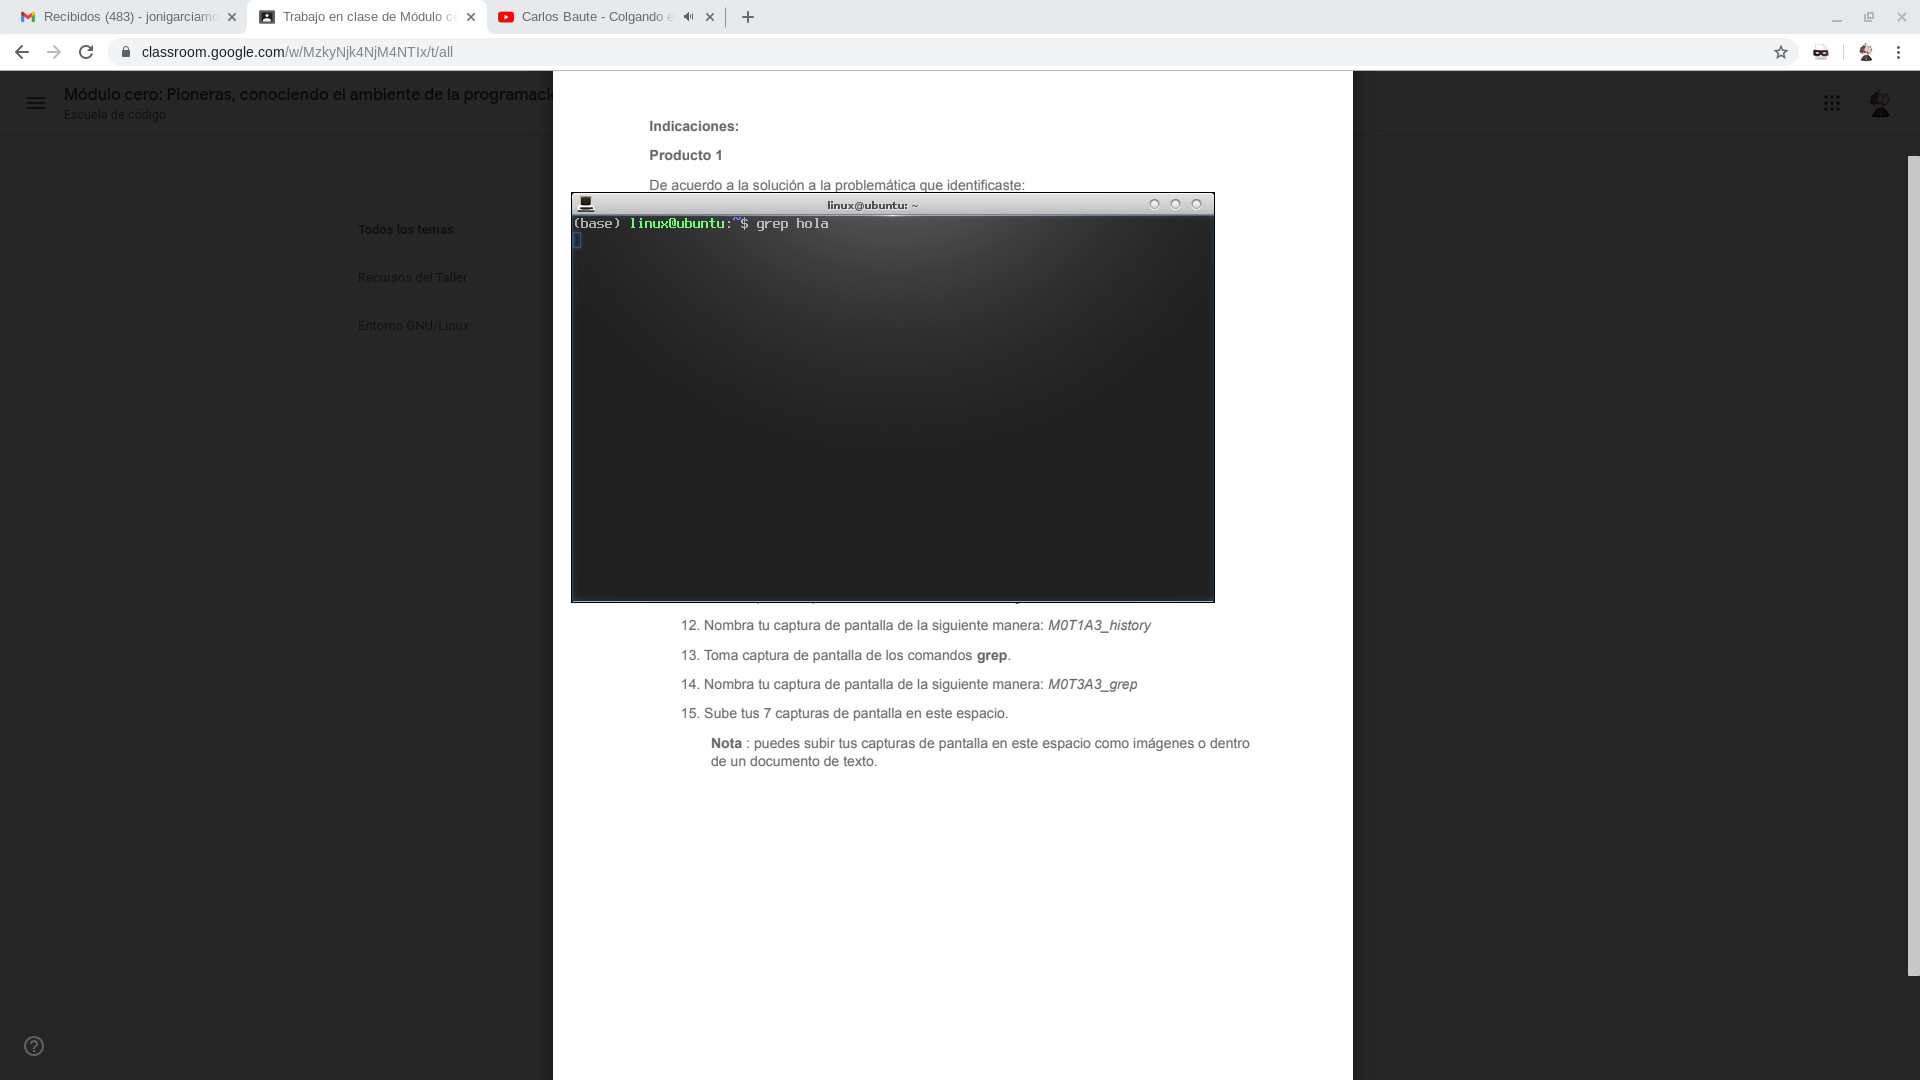 Recibidos (483) - jonigarciamo
Trabajo en clase de Módulo ce
Carlos Baute - Colgando e
classroom.google.com/w/MzkyNjk4NjM4NTIx/t/all
Módulo cero: Pioneras, conociendo el ambiente de la programació
Escuela de código
Todos los temas
Recursos del Taller
Entorno GNU/Linux
Indicaciones:
Producto 1
De acuerdo a la solución a la problemática que identificaste:
linux@ubuntu: ~
(base) linux@ubuntu:~$ grep hola
12. Nombra tu captura de pantalla de la siguiente manera: M0T1A3_history
13. Toma captura de pantalla de los comandos grep.
14. Nombra tu captura de pantalla de la siguiente manera: M0T3A3_grep
15. Sube tus 7 capturas de pantalla en este espacio.
Nota : puedes subir tus capturas de pantalla en este espacio como imágenes o dentro
de un documento de texto.